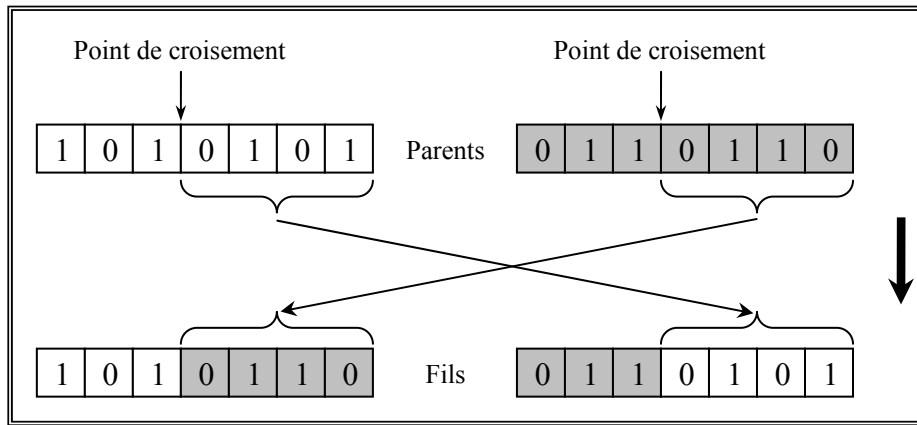 Point de croisement Point de croisement
1 0 1 0 1 0 1 Parents 0 1 1 0 1 1 0
1 0 1 0 1 1 0 Fils 0 1 1 0 1 0 1